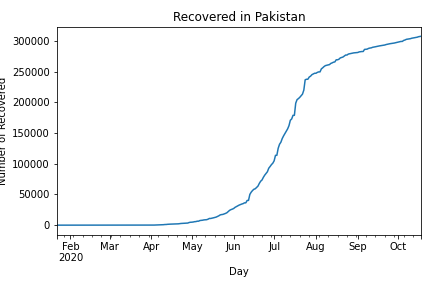 Recovered in Pakistan
Number of Recovered
300000
250000
200000
150000
100000
50000
0
Feb Mar Apr May Jun Jul Aug Sep Oct
2020
Day